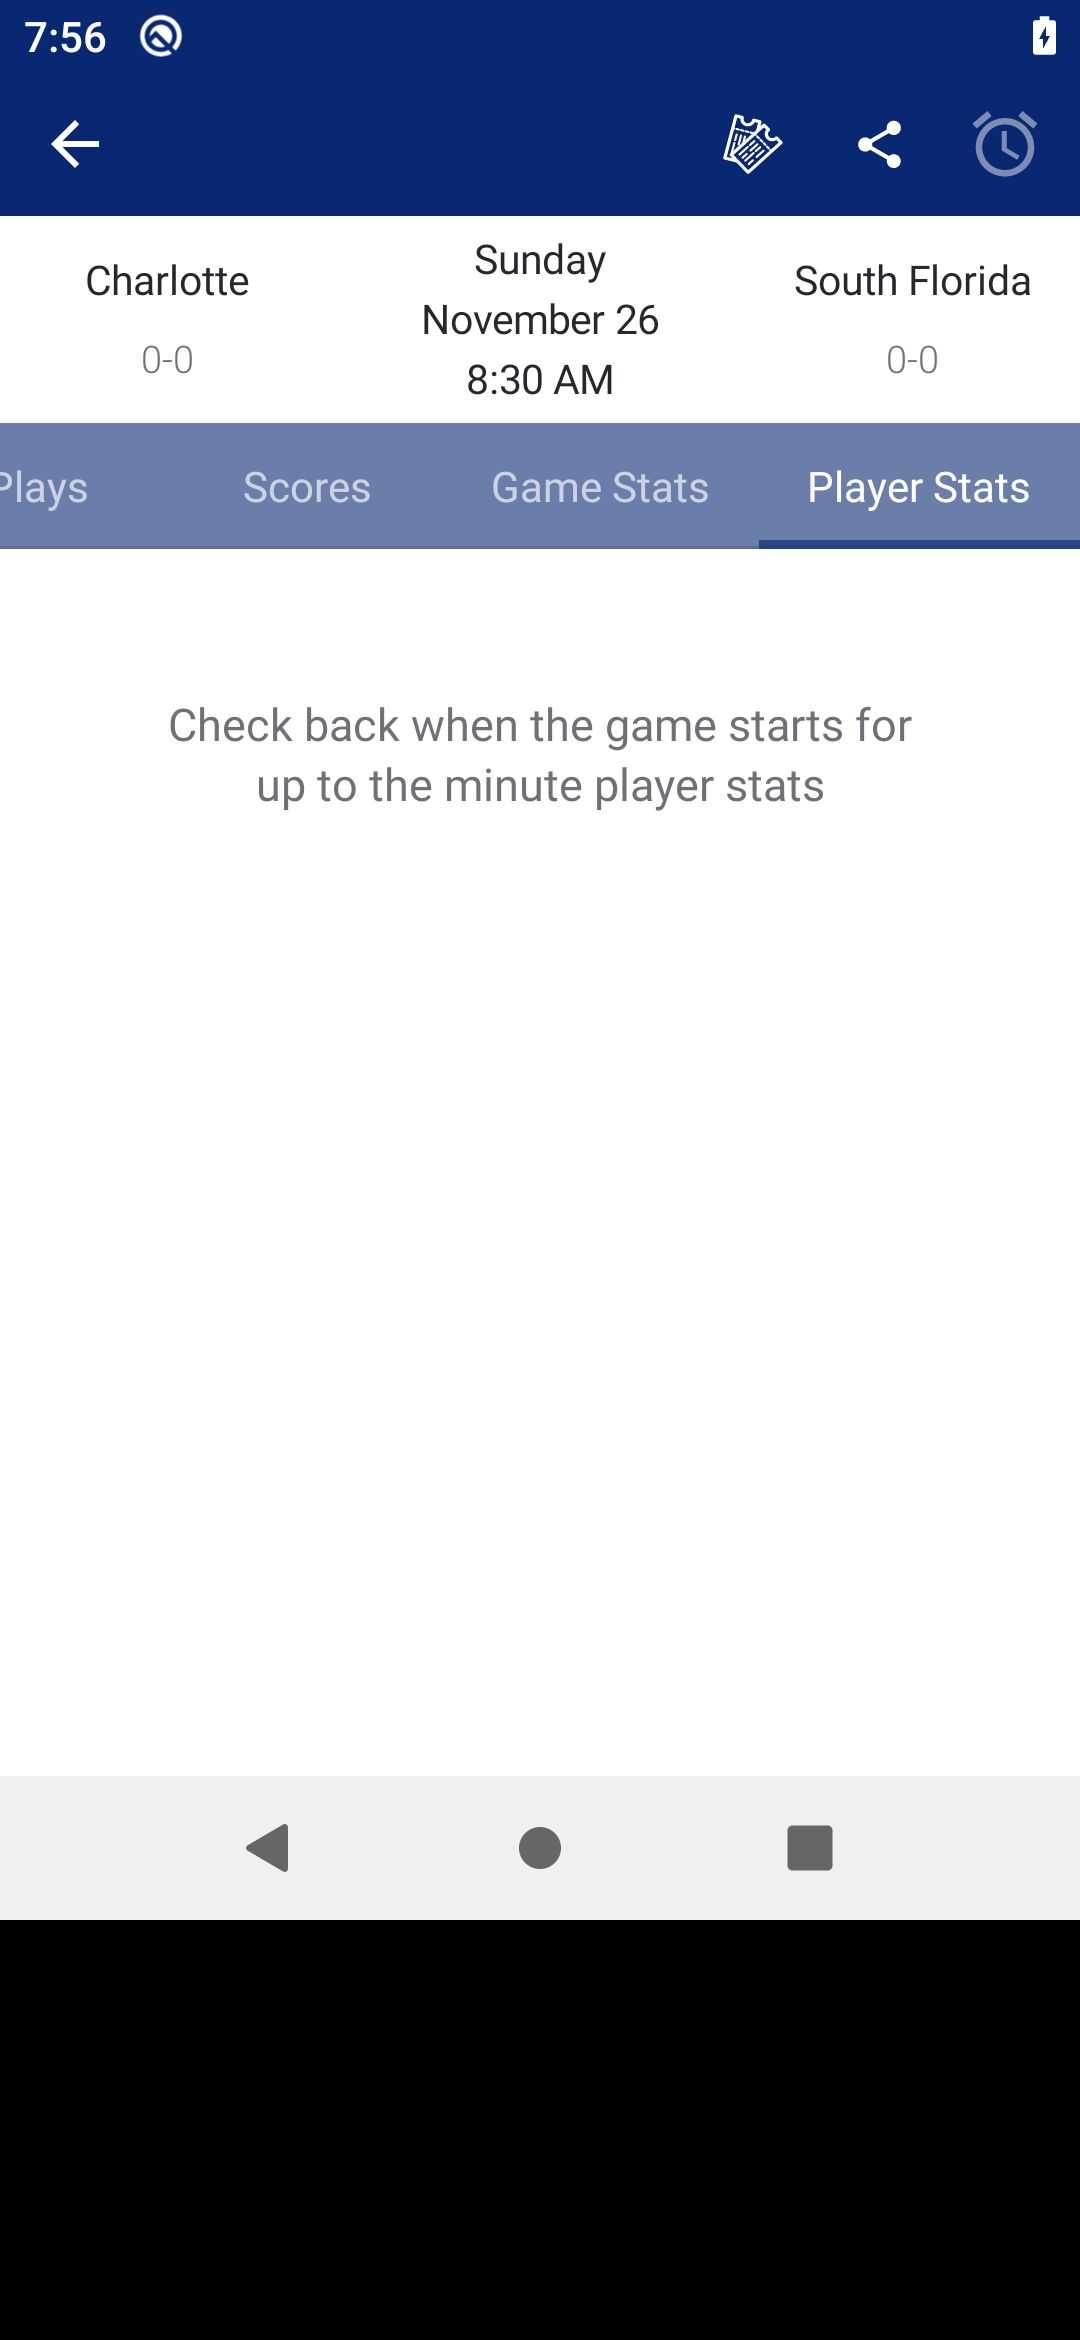 7:56
Charlotte
0-0
Sunday
November 26
8:30 AM
South Florida
0-0
Plays
Scores
Game Stats
Player Stats
Check back when the game starts for
up to the minute player stats